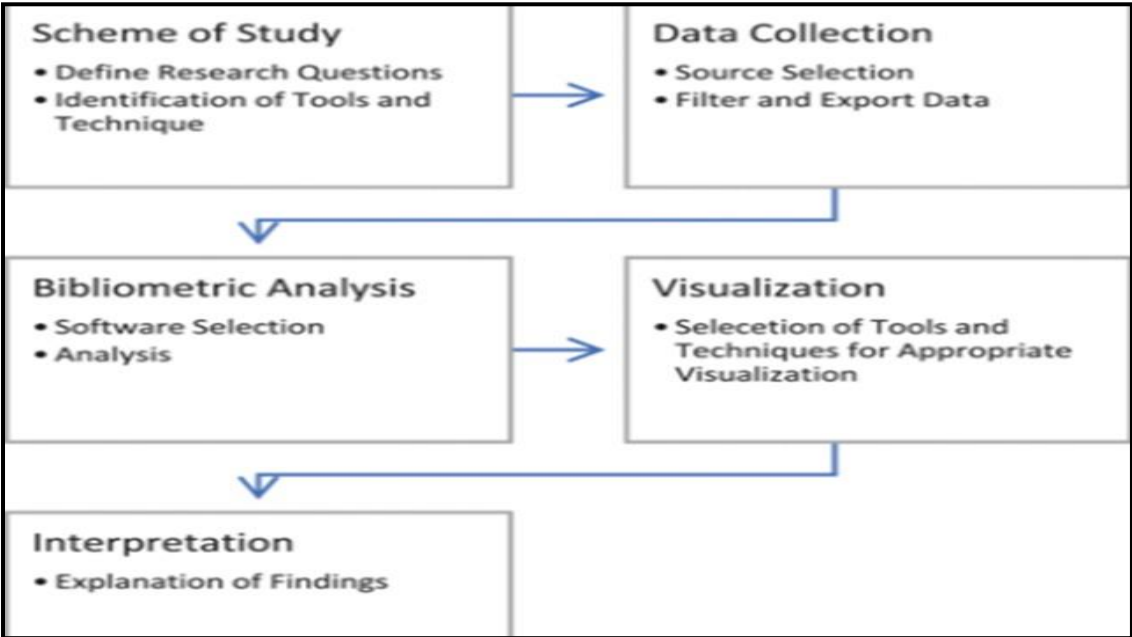 Scheme of Study
• Define Research Questions
• Identification of Tools and
Technique
Data Collection
• Source Selection
• Filter and Export Data
Bibliometric Analysis
• Software Selection
• Analysis
Visualization
• Selecetion of Tools and
Techniques for Appropriate
Visualization
Interpretation
• Explanation of Findings